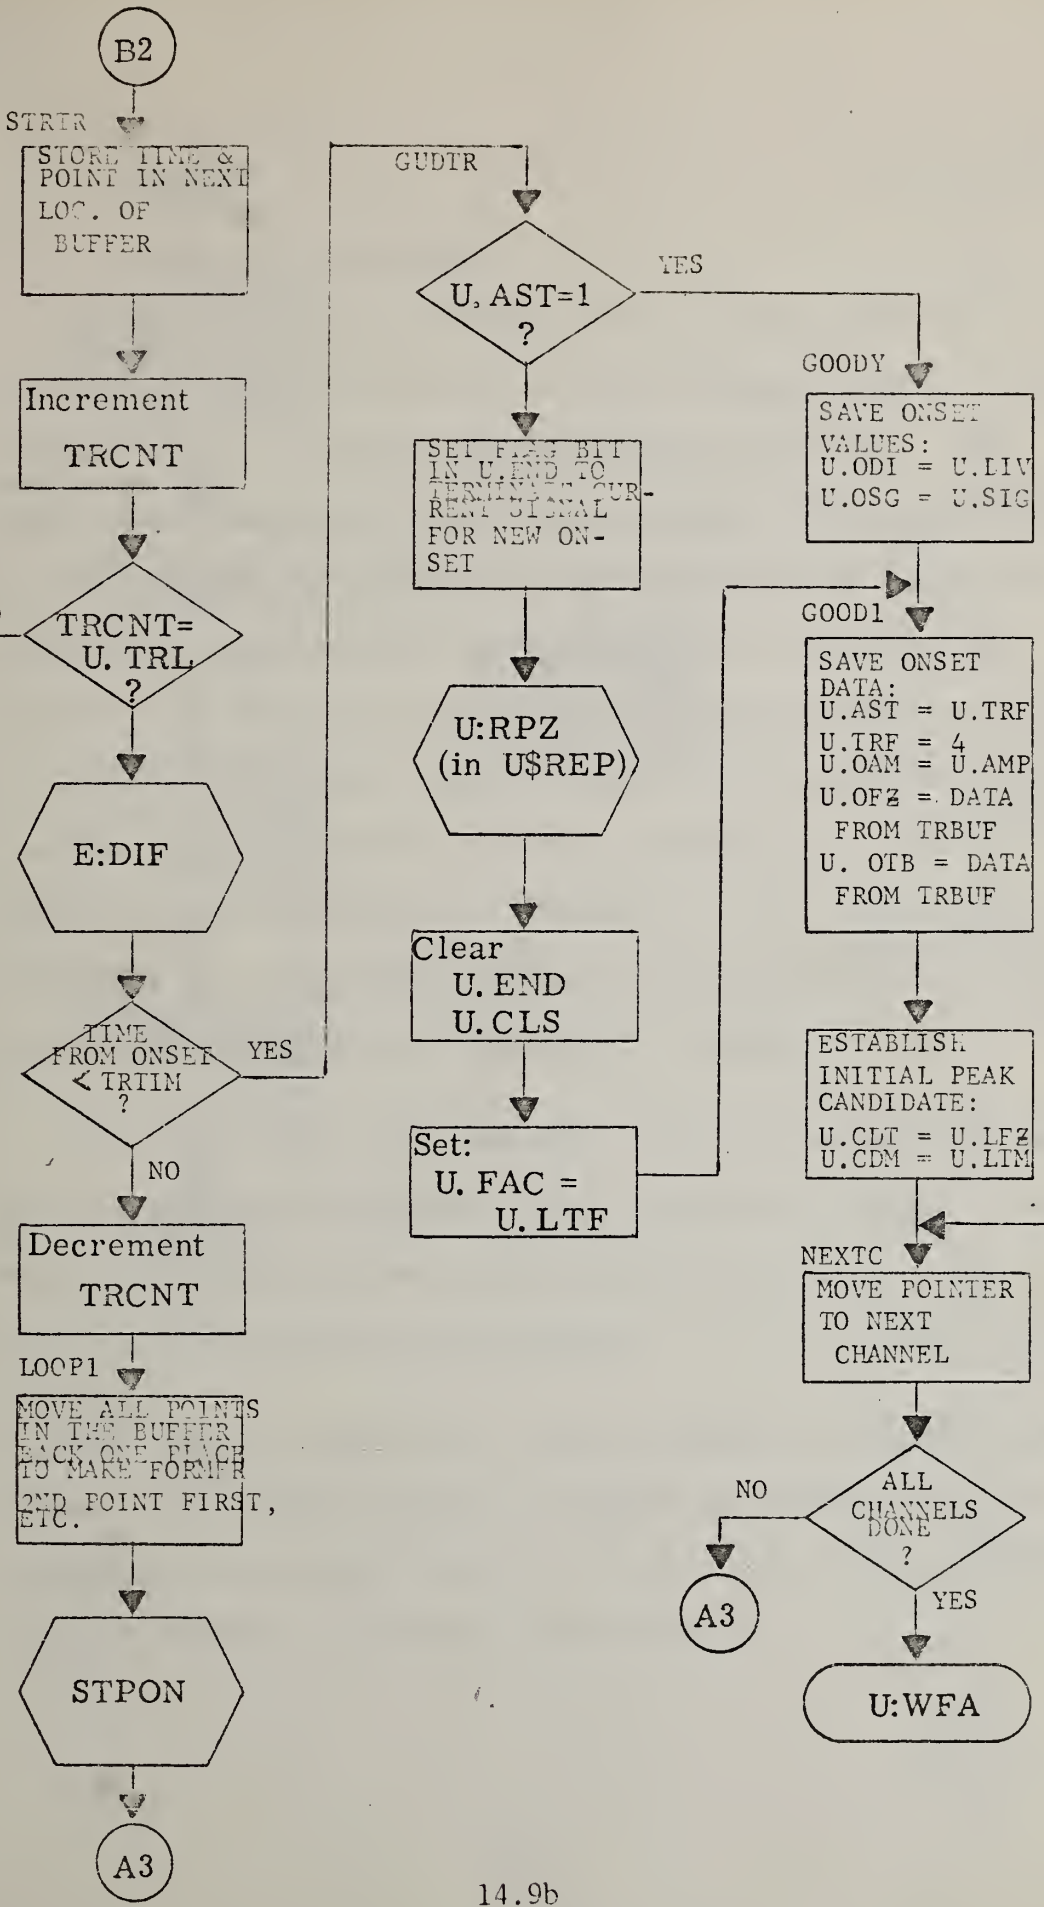 B2
STRTR
STORE TIME &
POINT IN NEXT
LOC. OF
BUFFER
Increment
TRCNT
TRCNT=
U. TRL
?
E:DIF
TIME
FROM ONSET
< TRTIM
?
YES
NO
Decrement
TRCNT
LOOP1
MOVE ALL POINTS
IN THE BUFFER
BACK ONE PLACE
TO MAKE FORMER
2ND POINT FIRST,
ETC.
STPON
A3
GUDTR
U. AST=1
?
YES
SET FLAG BIT
IN U.END TO
TERMINATE CUR-
RENT SIGNAL
FOR NEW ON-
SET
U:RPZ
(in U$REP)
Clear
U. END
U. CLS
Set:
U. FAC =
U. LTF
GOODY
SAVE ONSET
VALUES:
U.ODI = U.DIV
U.OSG = U.SIG
GOOD1
SAVE ONSET
DATA:
U.AST = U.TRF
U.TRF = 4
U.OAM = U.AMP
U.OFZ = DATA
FROM TRBUF
U. OTB = DATA
FROM TRBUF
ESTABLISH
INITIAL PEAK
CANDIDATE:
U.CDT = U.LFZ
U.CDM = U.LTM
NEXTC
MOVE POINTER
TO NEXT
CHANNEL
ALL
CHANNELS
DONE
?
NO
A3
YES
U:WFA
14.9b